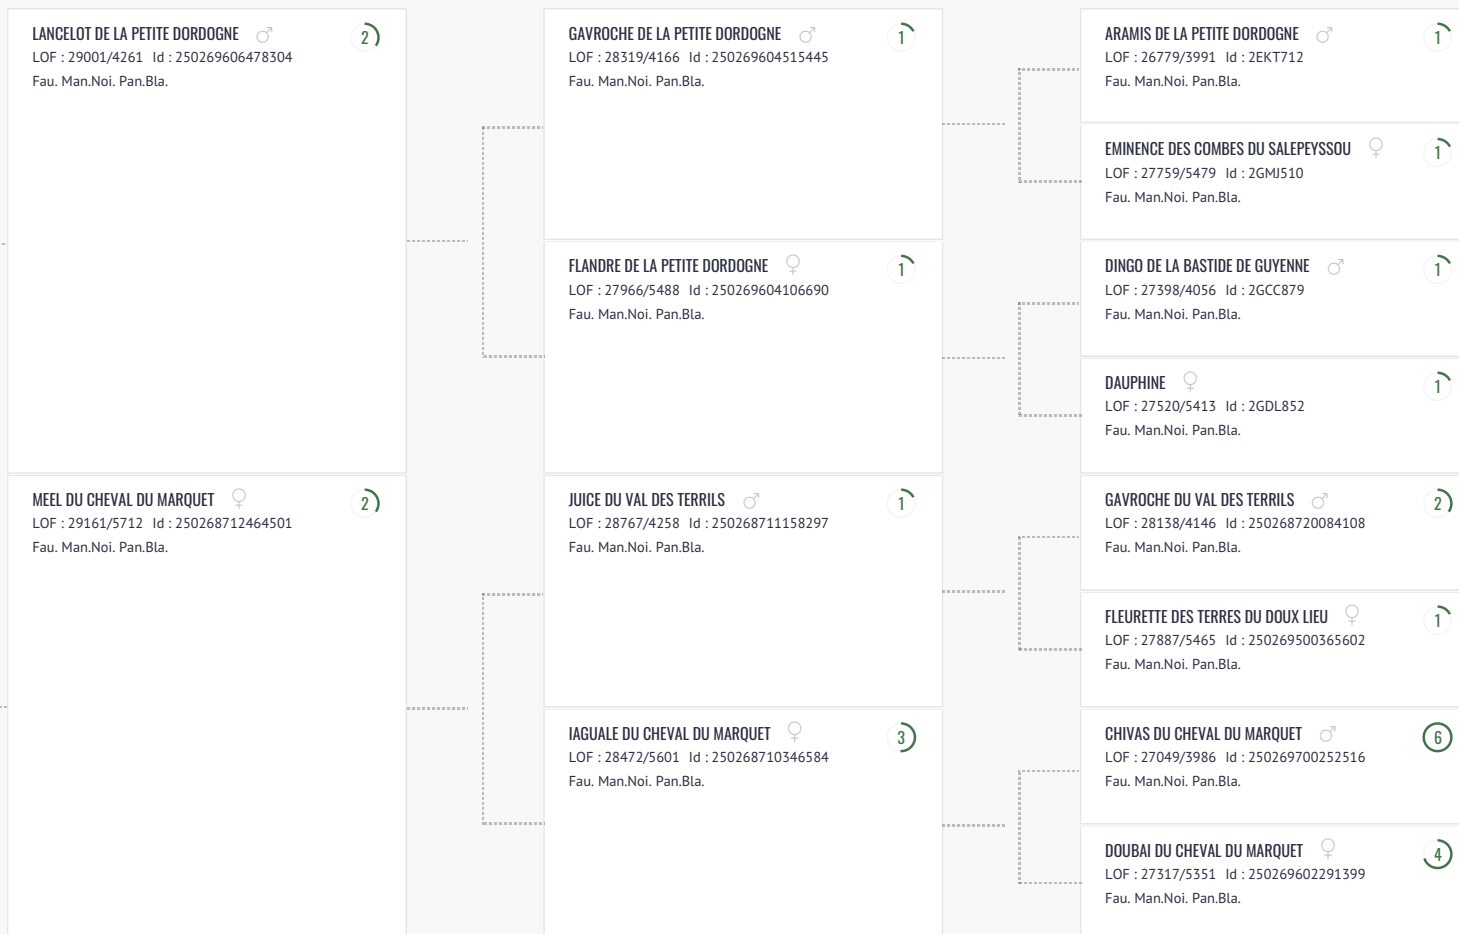 LANCELOT DE LA PETITE DORDOGNE 2
LOF : 29001/4261 Id : 250269606478304
Fau. Man.Noi. Pan.Bla.
MEEL DU CHEVAL DU MARQUET 2
LOF : 29161/5712 Id : 250268712464501
Fau. Man.Noi. Pan.Bla.
GAVROCHE DE LA PETITE DORDOGNE 1
LOF : 28319/4166 Id : 250269604515445
Fau. Man.Noi. Pan.Bla.
FLANDRE DE LA PETITE DORDOGNE 1
LOF : 27966/5488 Id : 250269604106690
Fau. Man.Noi. Pan.Bla.
JUICE DU VAL DES TERRILS 1
LOF : 28767/4258 Id : 250268711158297
Fau. Man.Noi. Pan.Bla.
IAGUALE DU CHEVAL DU MARQUET 3
LOF : 28472/5601 Id : 250268710346584
Fau. Man.Noi. Pan.Bla.
ARAMIS DE LA PETITE DORDOGNE 1
LOF : 26779/3991 Id : 2EKT712
Fau. Man.Noi. Pan.Bla.
EMINENCE DES COMBES DU SALEPEYSSOU 1
LOF : 27759/5479 Id : 2GMJ510
Fau. Man.Noi. Pan.Bla.
DINGO DE LA BASTIDE DE GUYENNE 1
LOF : 27398/4056 Id : 2GCC879
Fau. Man.Noi. Pan.Bla.
DAUPHINE 1
LOF : 27520/5413 Id : 2GDL852
Fau. Man.Noi. Pan.Bla.
GAVROCHE DU VAL DES TERRILS 2
LOF : 28138/4146 Id : 250268720084108
Fau. Man.Noi. Pan.Bla.
FLEURETTE DES TERRES DU DOUX LIEU 1
LOF : 27887/5465 Id : 250269500365602
Fau. Man.Noi. Pan.Bla.
CHIVAS DU CHEVAL DU MARQUET 6
LOF : 27049/3986 Id : 250269700252516
Fau. Man.Noi. Pan.Bla.
DOUBAI DU CHEVAL DU MARQUET 4
LOF : 27317/5351 Id : 250269602291399
Fau. Man.Noi. Pan.Bla.